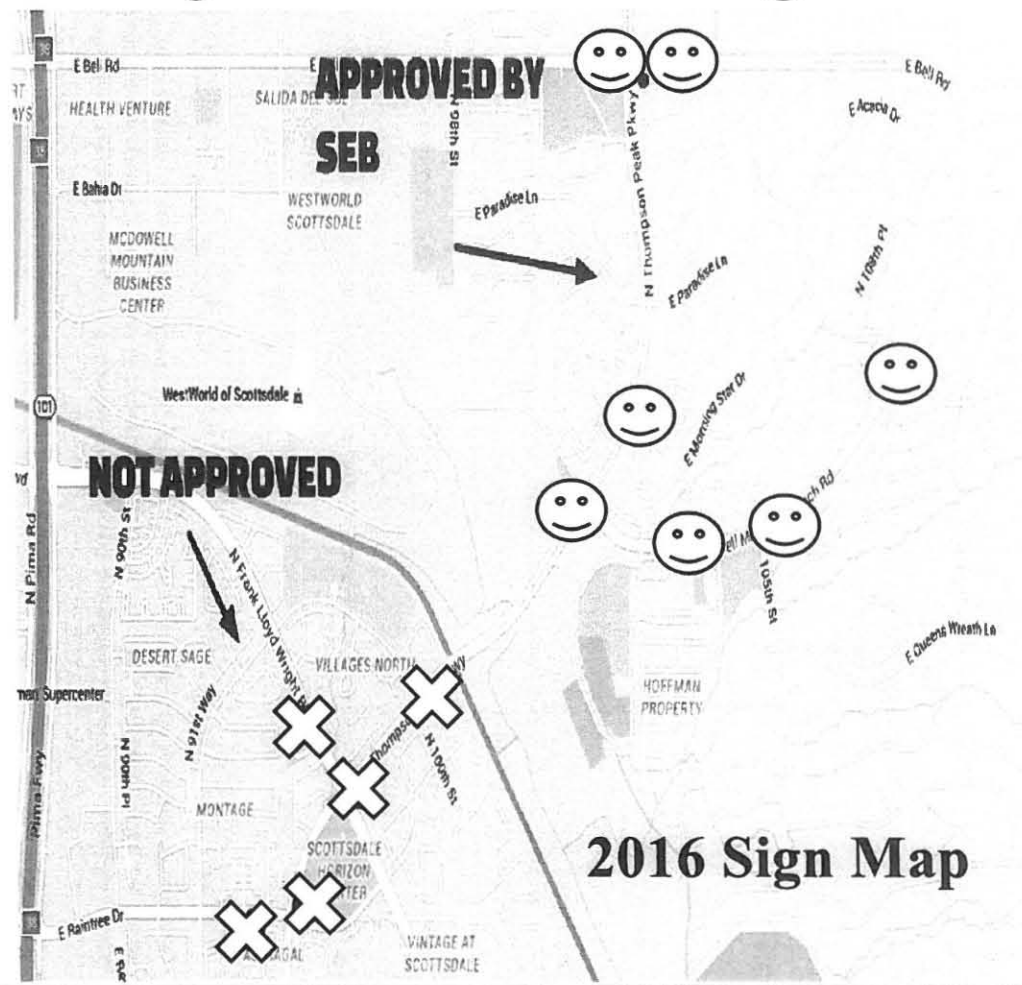 E Bell Rd
E
APPROVED BY
SEB
E Bell Rd
HEALTH VENTURE
N 98th St
E Acacia Dr
E Bahia Dr
WESTWORLD
SCOTTSDALE
E Paradise Ln
N Thompson Peak Pkwy
MCDOWELL
MOUNTAIN
BUSINESS
CENTER
E Paradise Ln
N 108th Pl
WestWorld of Scottsdale
101
E Morning Star Dr
NOT APPROVED
N Pima Rd
N 90th St
N Frank Lloyd Wright B
105th St
E Queens Wreath Ln
DESERT SAGE
VILLAGES NORTH
Supercenter
N 91st Way
HOFFMAN
PROPERTY
N 90th Pl
Thomps
N 100th St
Pima Fwy
MONTAGE
SCOTTSDALE
HORIZON
2016 Sign Map
E Raintree Dr
VINTAGE AT
SCOTTSDALE